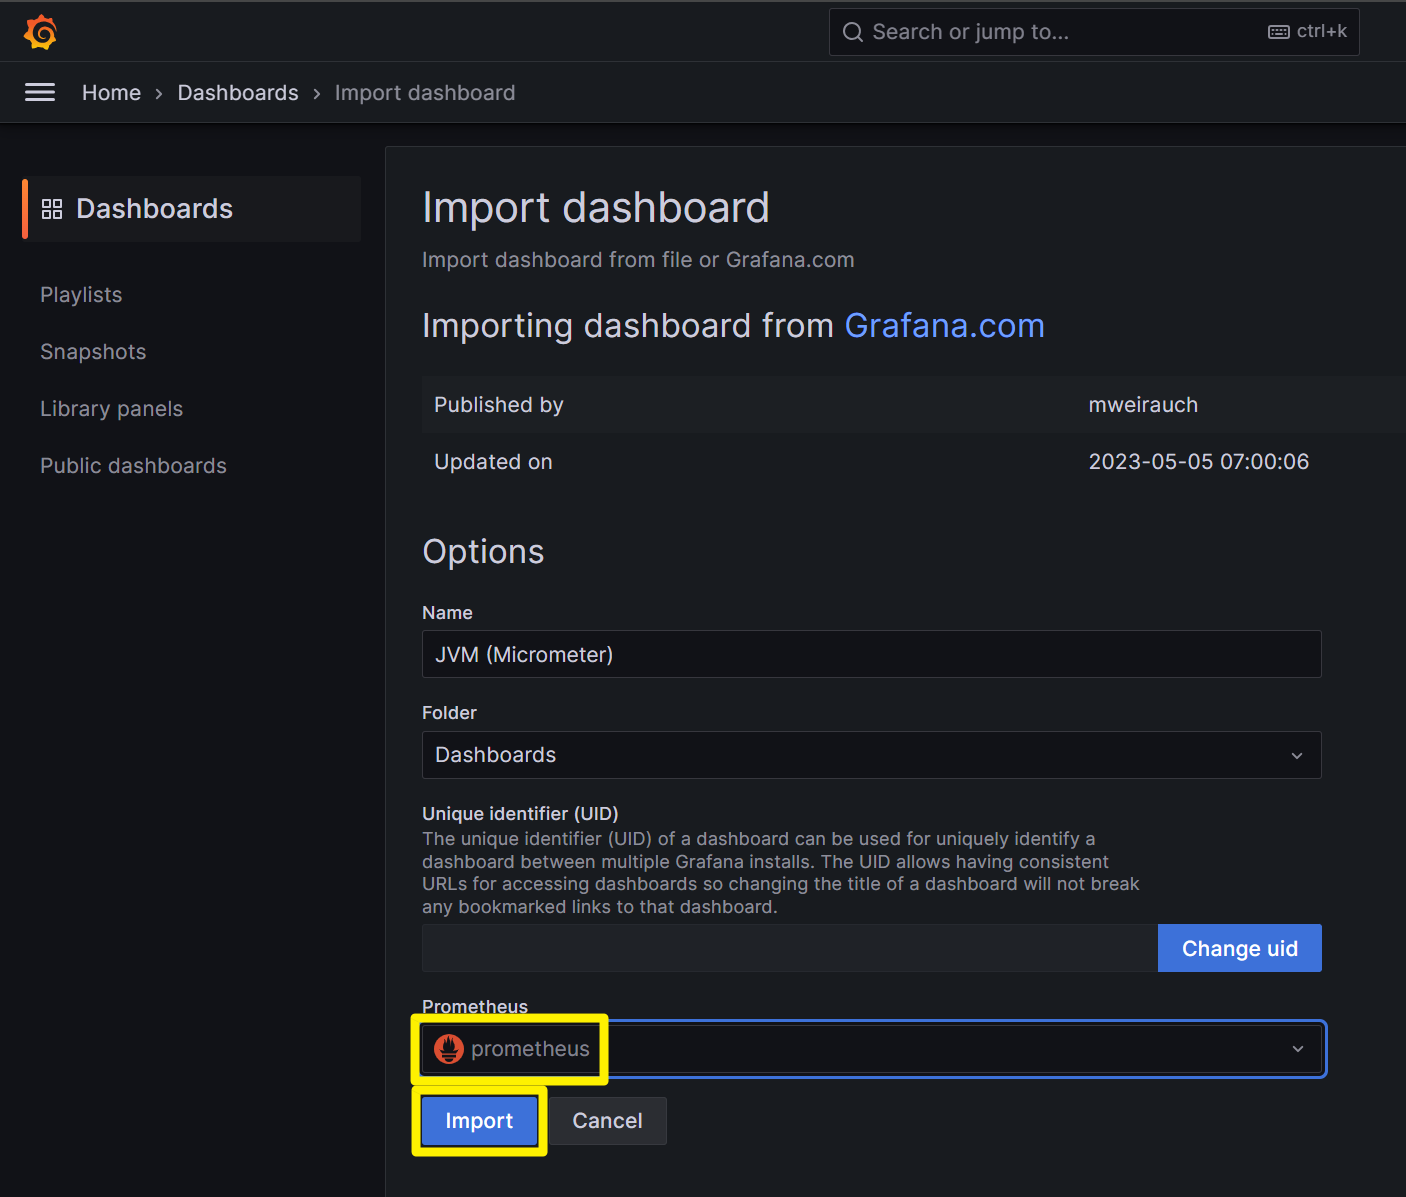 Search or jump to...
ctrl+k
Home › Dashboards › Import dashboard
Dashboards
Playlists
Snapshots
Library panels
Public dashboards
Import dashboard
Import dashboard from file or Grafana.com
Importing dashboard from Grafana.com
Published by mweirauch
Updated on 2023-05-05 07:00:06
Options
Name
JVM (Micrometer)
Folder
Dashboards
Unique identifier (UID)
The unique identifier (UID) of a dashboard can be used for uniquely identify a
dashboard between multiple Grafana installs. The UID allows having consistent
URLs for accessing dashboards so changing the title of a dashboard will not break
any bookmarked links to that dashboard.
Change uid
Prometheus
prometheus
Import Cancel